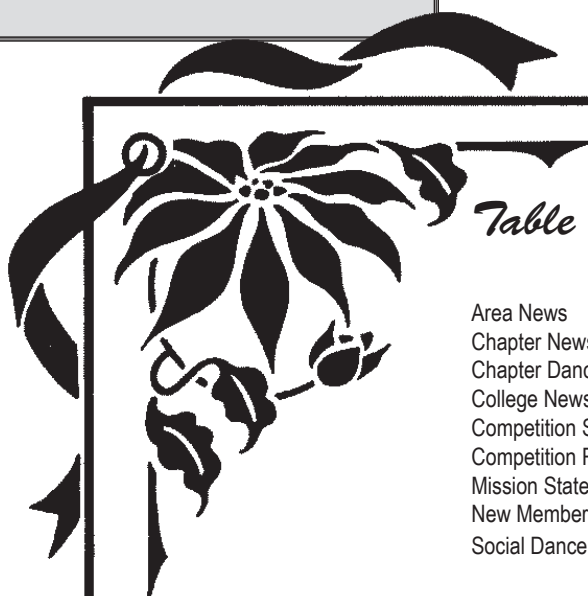 Table
Area News
Chapter News
Chapter Danc
College News
Competition S
Competition
Mission State
New Member
Social Dance